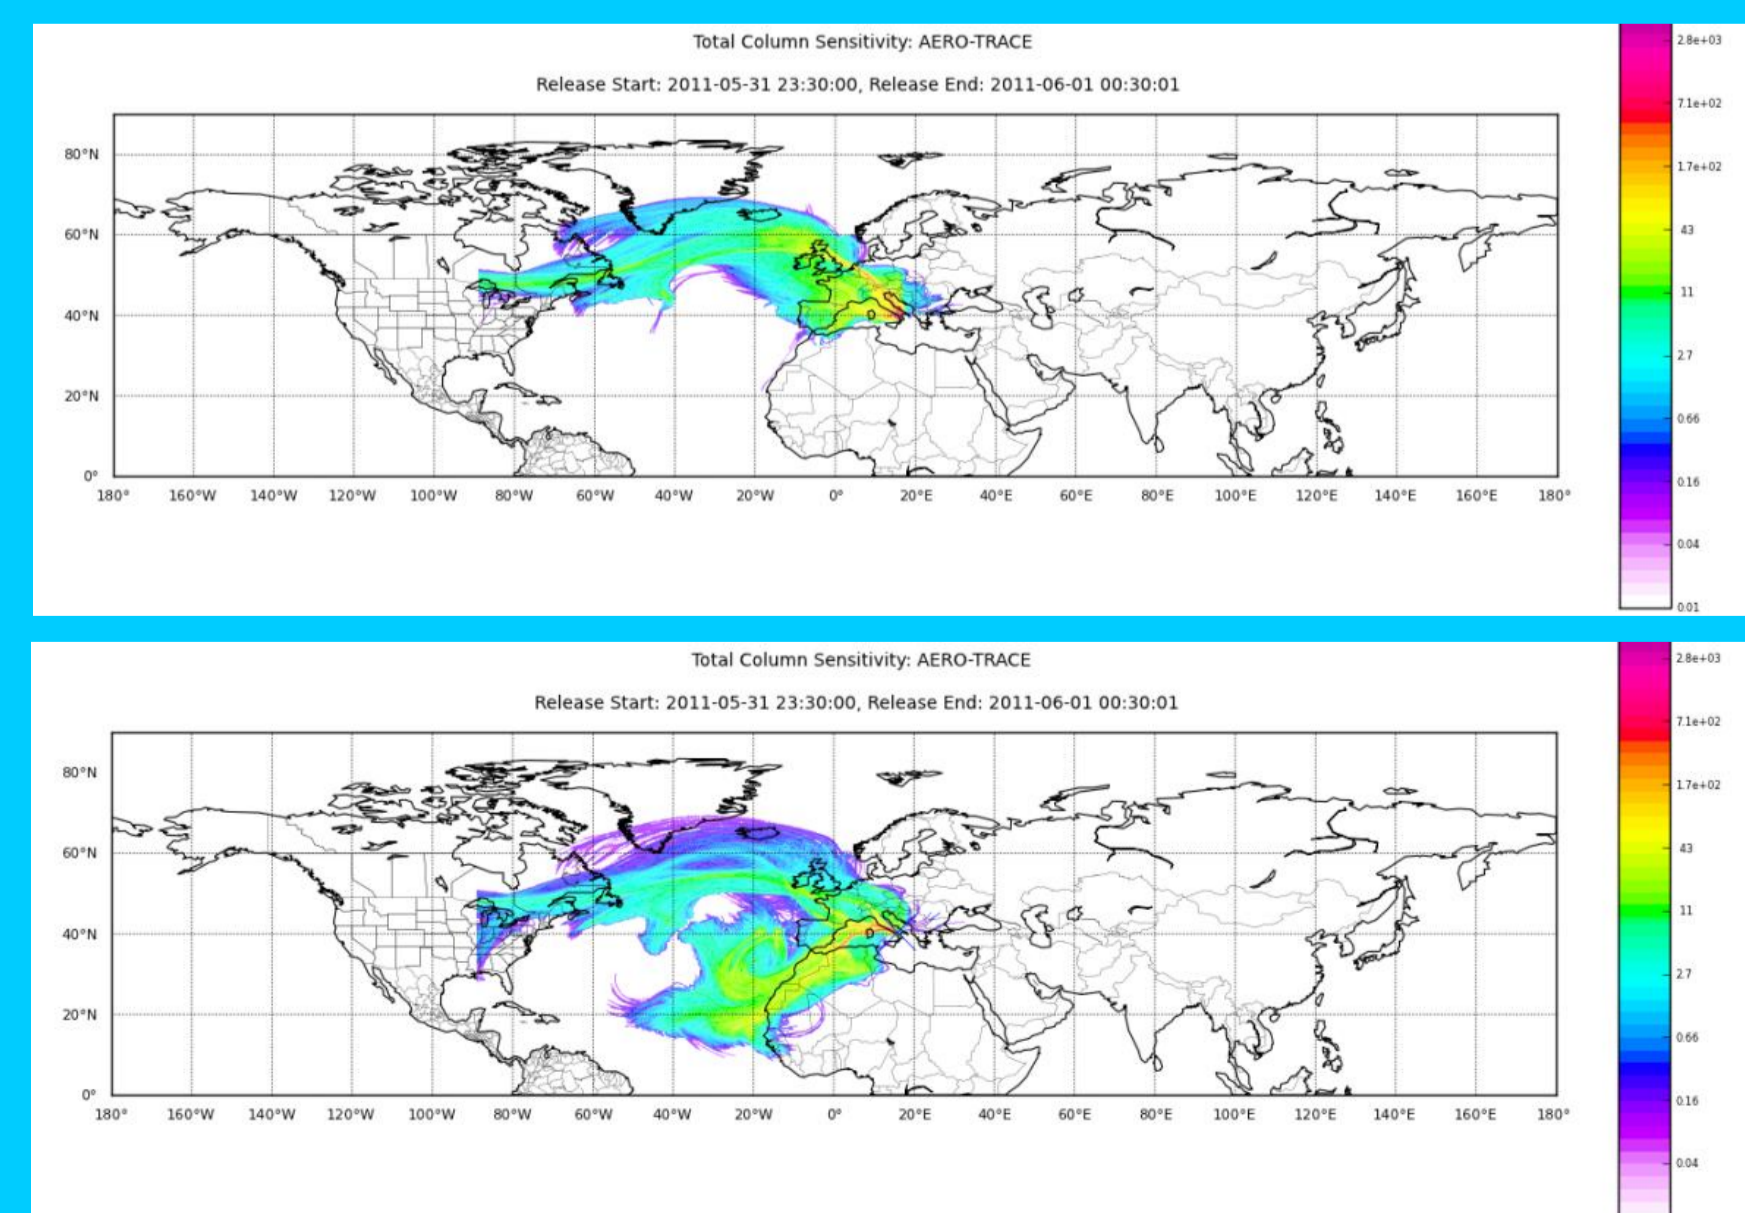 Total Column Sensitivity: AERO-TRACE
Release Start: 2011-05-31 23:30:00, Release End: 2011-06-01 00:30:01
80°N
60°N
40°N
20°N
0°
180° 160°W 140°W 120°W 100°W 80°W 60°W 40°W 20°W 0° 20°E 40°E 60°E 80°E 100°E 120°E 140°E 160°E 180°
2.8e+03
7.1e+02
1.7e+02
43
11
2.7
0.66
0.16
0.04
0.01
Total Column Sensitivity: AERO-TRACE
Release Start: 2011-05-31 23:30:00, Release End: 2011-06-01 00:30:01
80°N
60°N
40°N
20°N
0°
180° 160°W 140°W 120°W 100°W 80°W 60°W 40°W 20°W 0° 20°E 40°E 60°E 80°E 100°E 120°E 140°E 160°E 180°
2.8e+03
7.1e+02
1.7e+02
43
11
2.7
0.66
0.16
0.04